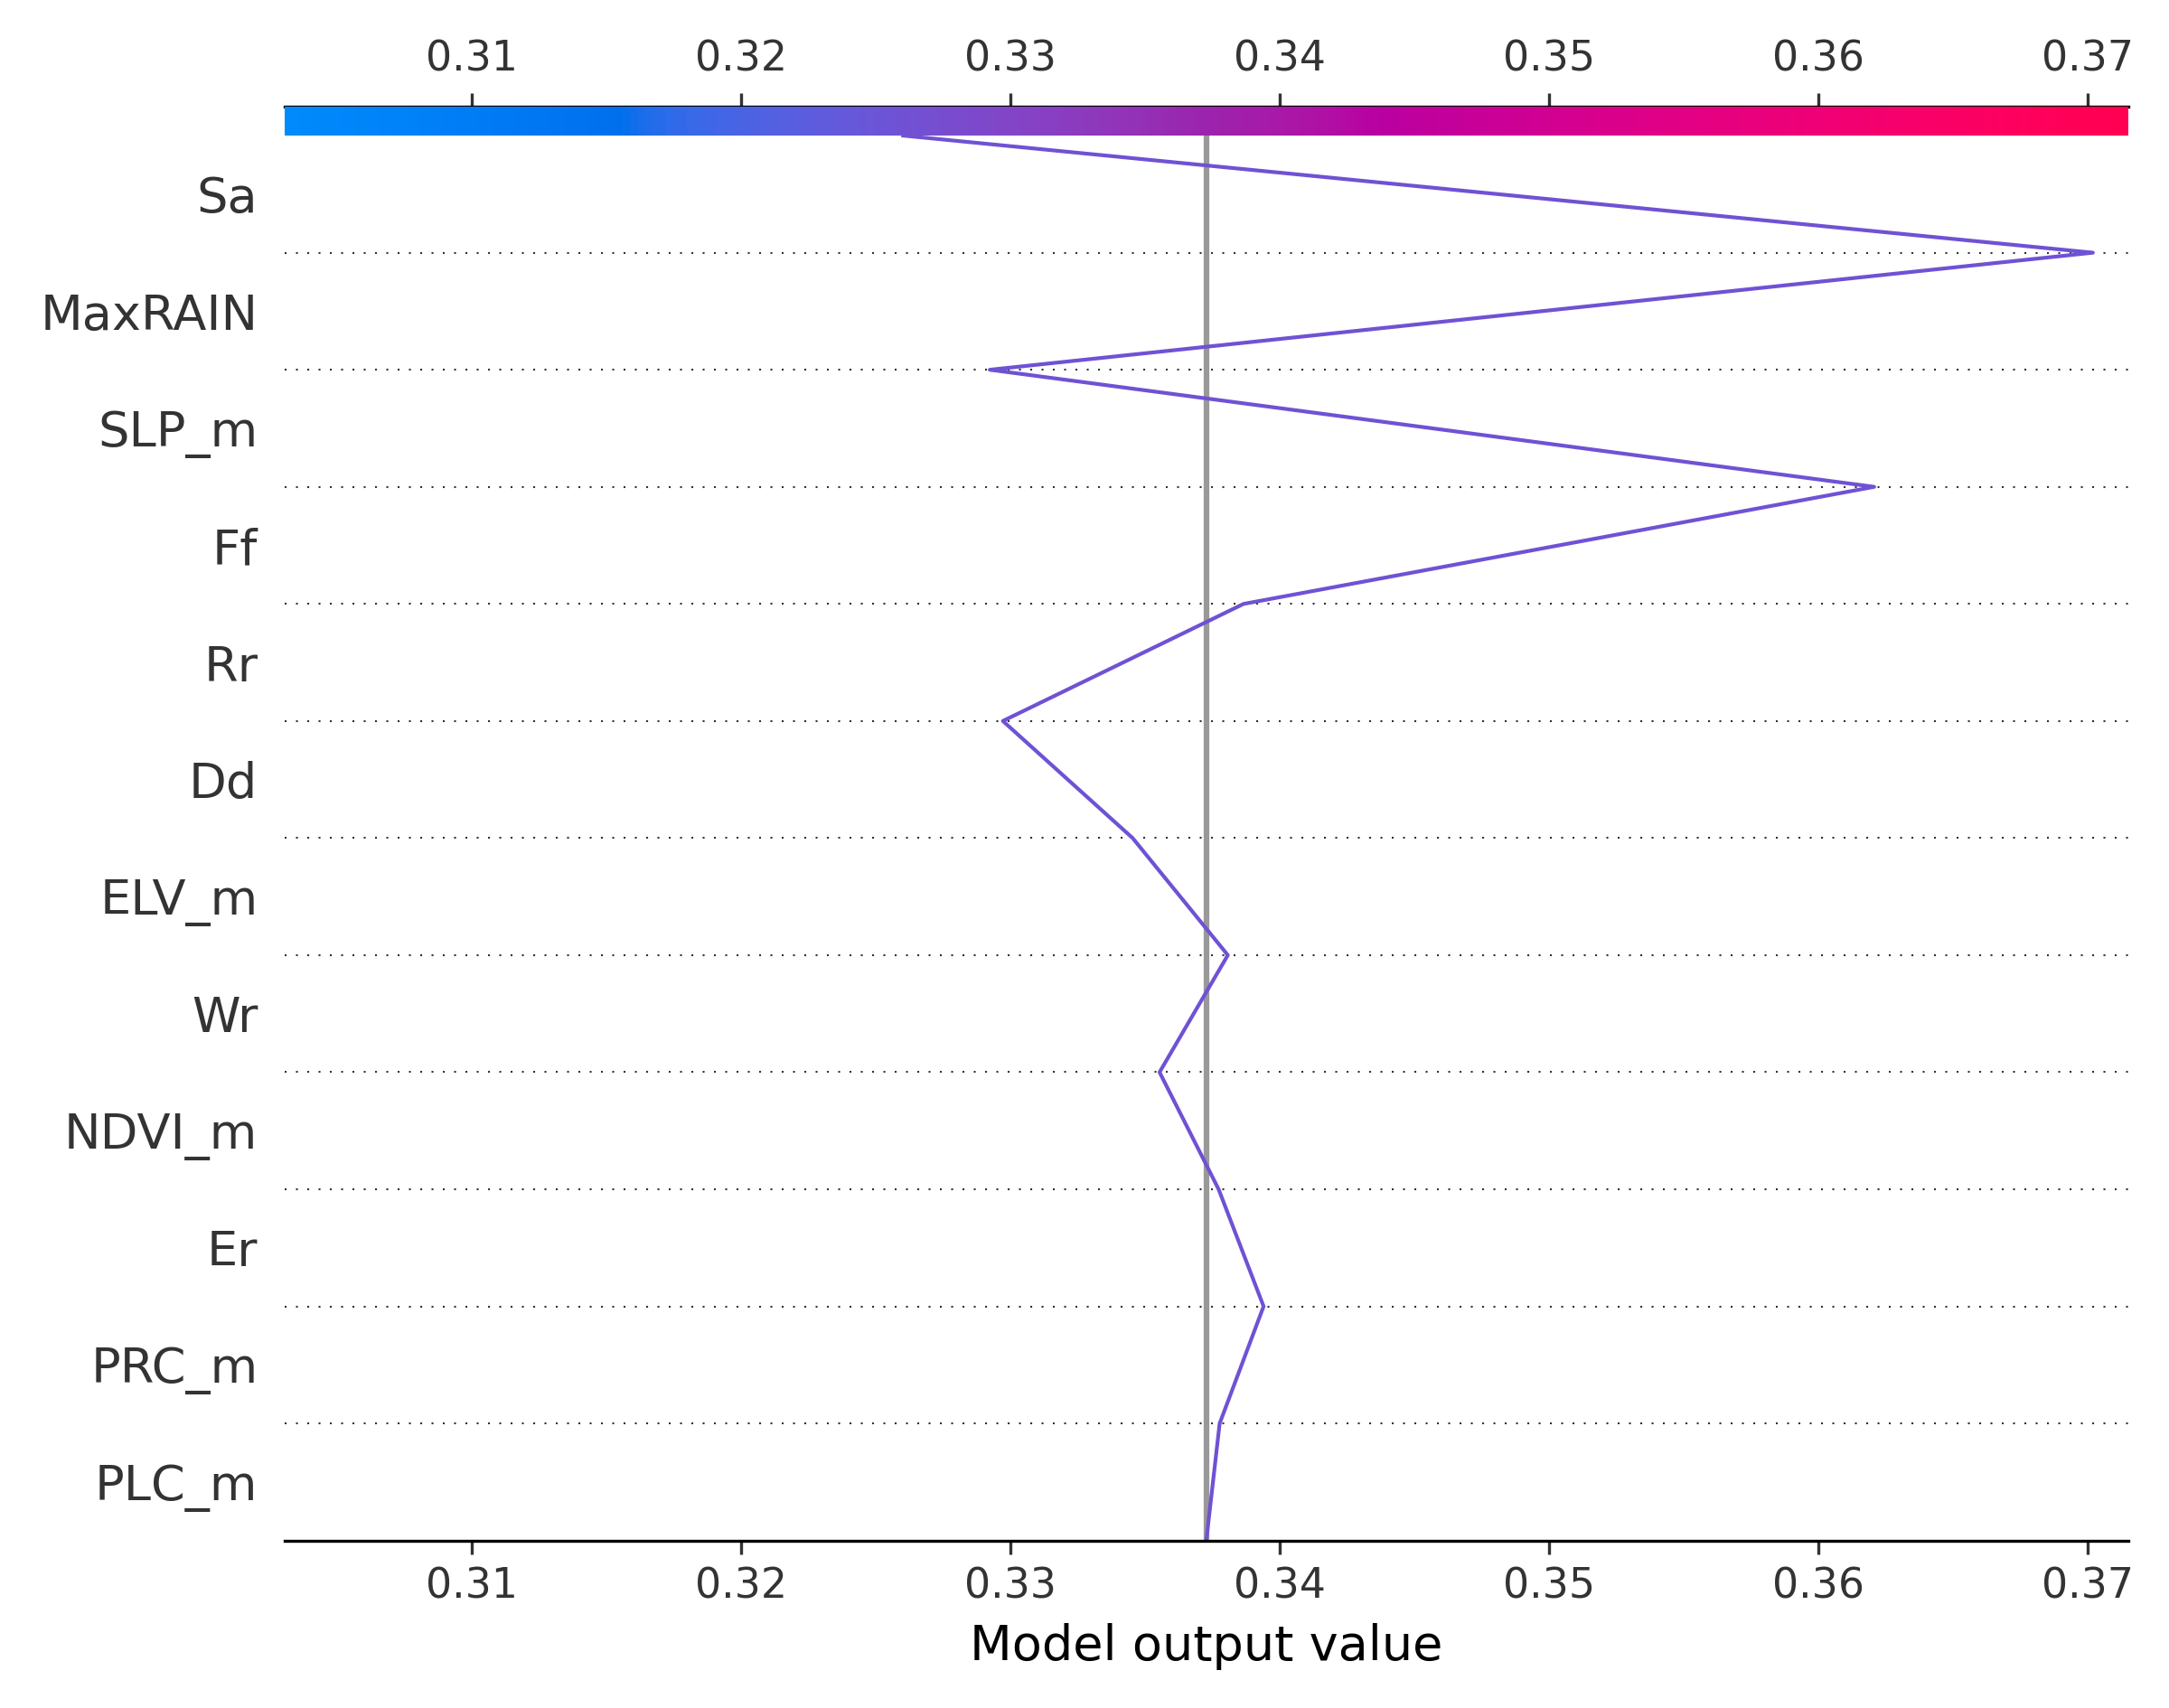 0.31 0.32 0.33 0.34 0.35 0.36 0.37
Sa
MaxRAIN
SLP_m
Ff
Rr
Dd
ELV_m
Wr
NDVI_m
Er
PRC_m
PLC_m
0.31 0.32 0.33 0.34 0.35 0.36 0.37
Model output value